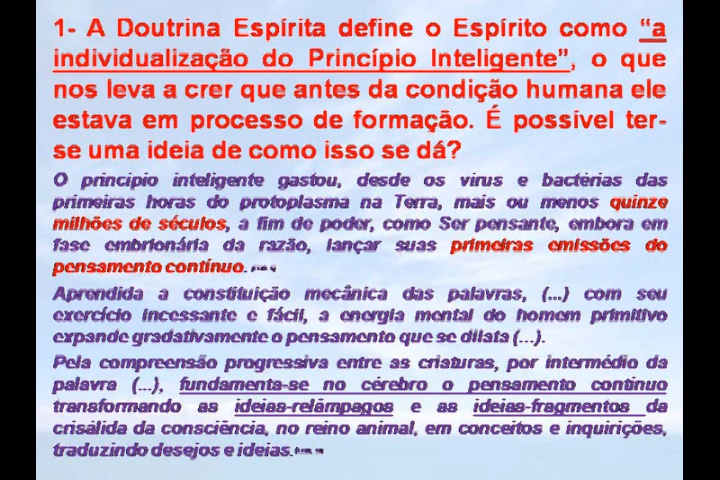 1- A Doutrina Espírita define o Espírito como “a
individualização do Princípio Inteligente”, o que
nos leva a crer que antes da condição humana ele
estava em processo de formação. É possível ter-
se uma ideia de como isso se dá?
O princípio inteligente gastou, desde os vírus e bactérias das
primeiras horas do protoplasma na Terra, mais ou menos quinze
milhões de séculos, a fim de poder, como Ser pensante, embora em
fase embrionária da razão, lançar suas primeiras emissões do
pensamento contínuo.
Aprendida a constituição mecânica das palavras, (...) com seu
exercício incessante e fácil, a energia mental do homem primitivo
expande gradativamente o pensamento que se dilata (...).
Pela compreensão progressiva entre as criaturas, por intermédio da
palavra (...), fundamenta-se no cérebro o pensamento contínuo
transformando as ideias-relâmpagos e as ideias-fragmentos da
crisálida da consciência, no reino animal, em conceitos e inquirições,
traduzindo desejos e ideias.